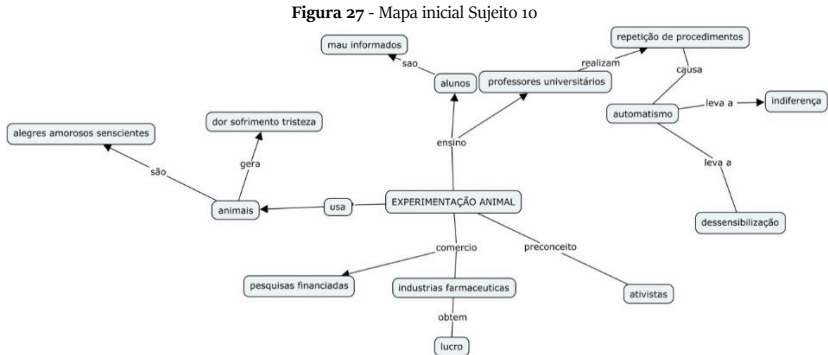 Figura 27 - Mapa inicial Sujeito 10
repetição de procedimentos
mau informados
realizam
sao
causa
alunos
professores universitários
indiferença
leva a
automatismo
dor sofrimento tristeza
alegres amorosos senscientes
ensino
gera
leva a
são
EXPERIMENTAÇÃO ANIMAL
usa
animais
dessensibilização
comercio
preconceito
pesquisas financiadas
industrias farmaceuticas
ativistas
obtem
lucro